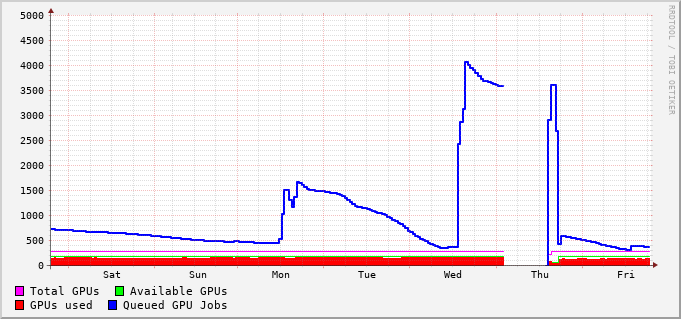 5000
4500
4000
3500
3000
2500
2000
1500
1000
500
0
Sat Sun Mon Tue Wed Thu Fri
Total GPUs Available GPUs
GPUs used Queued GPU Jobs
RRDTOOL / TOBI OETIKER